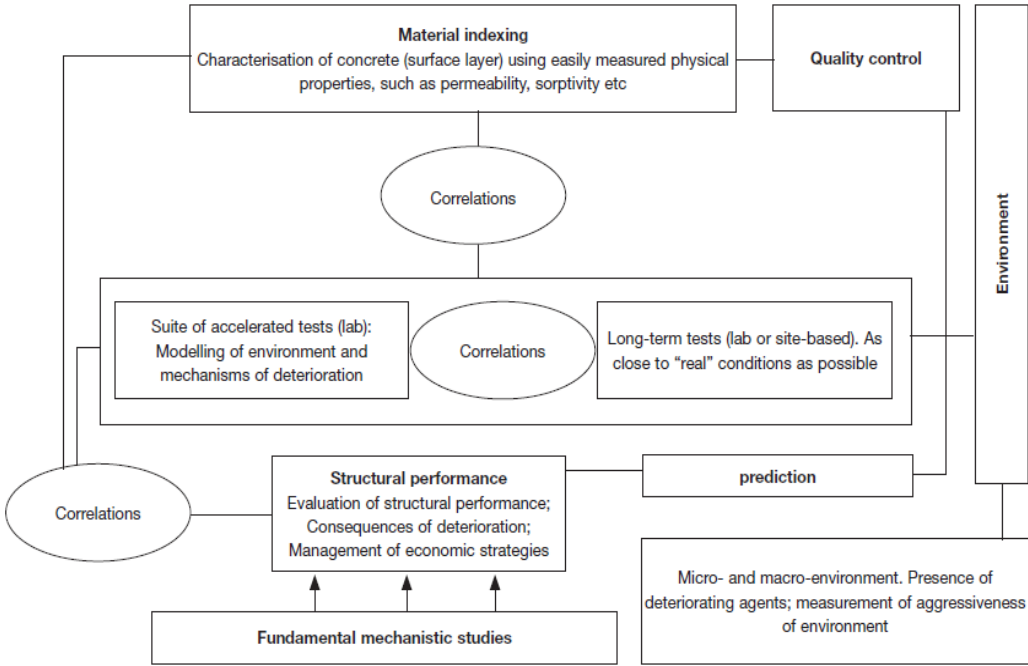 Material indexing
Characterisation of concrete (surface layer) using easily measured physical
properties, such as permeability, sorptivity etc
Quality control
Correlations
Environment
Suite of accelerated tests (lab):
Modelling of environment and
mechanisms of deterioration
Correlations
Long-term tests (lab or site-based). As
close to “real” conditions as possible
Correlations
Structural performance
Evaluation of structural performance;
Consequences of deterioration;
Management of economic strategies
prediction
Micro- and macro-environment. Presence of
deteriorating agents; measurement of aggressiveness
of environment
Fundamental mechanistic studies